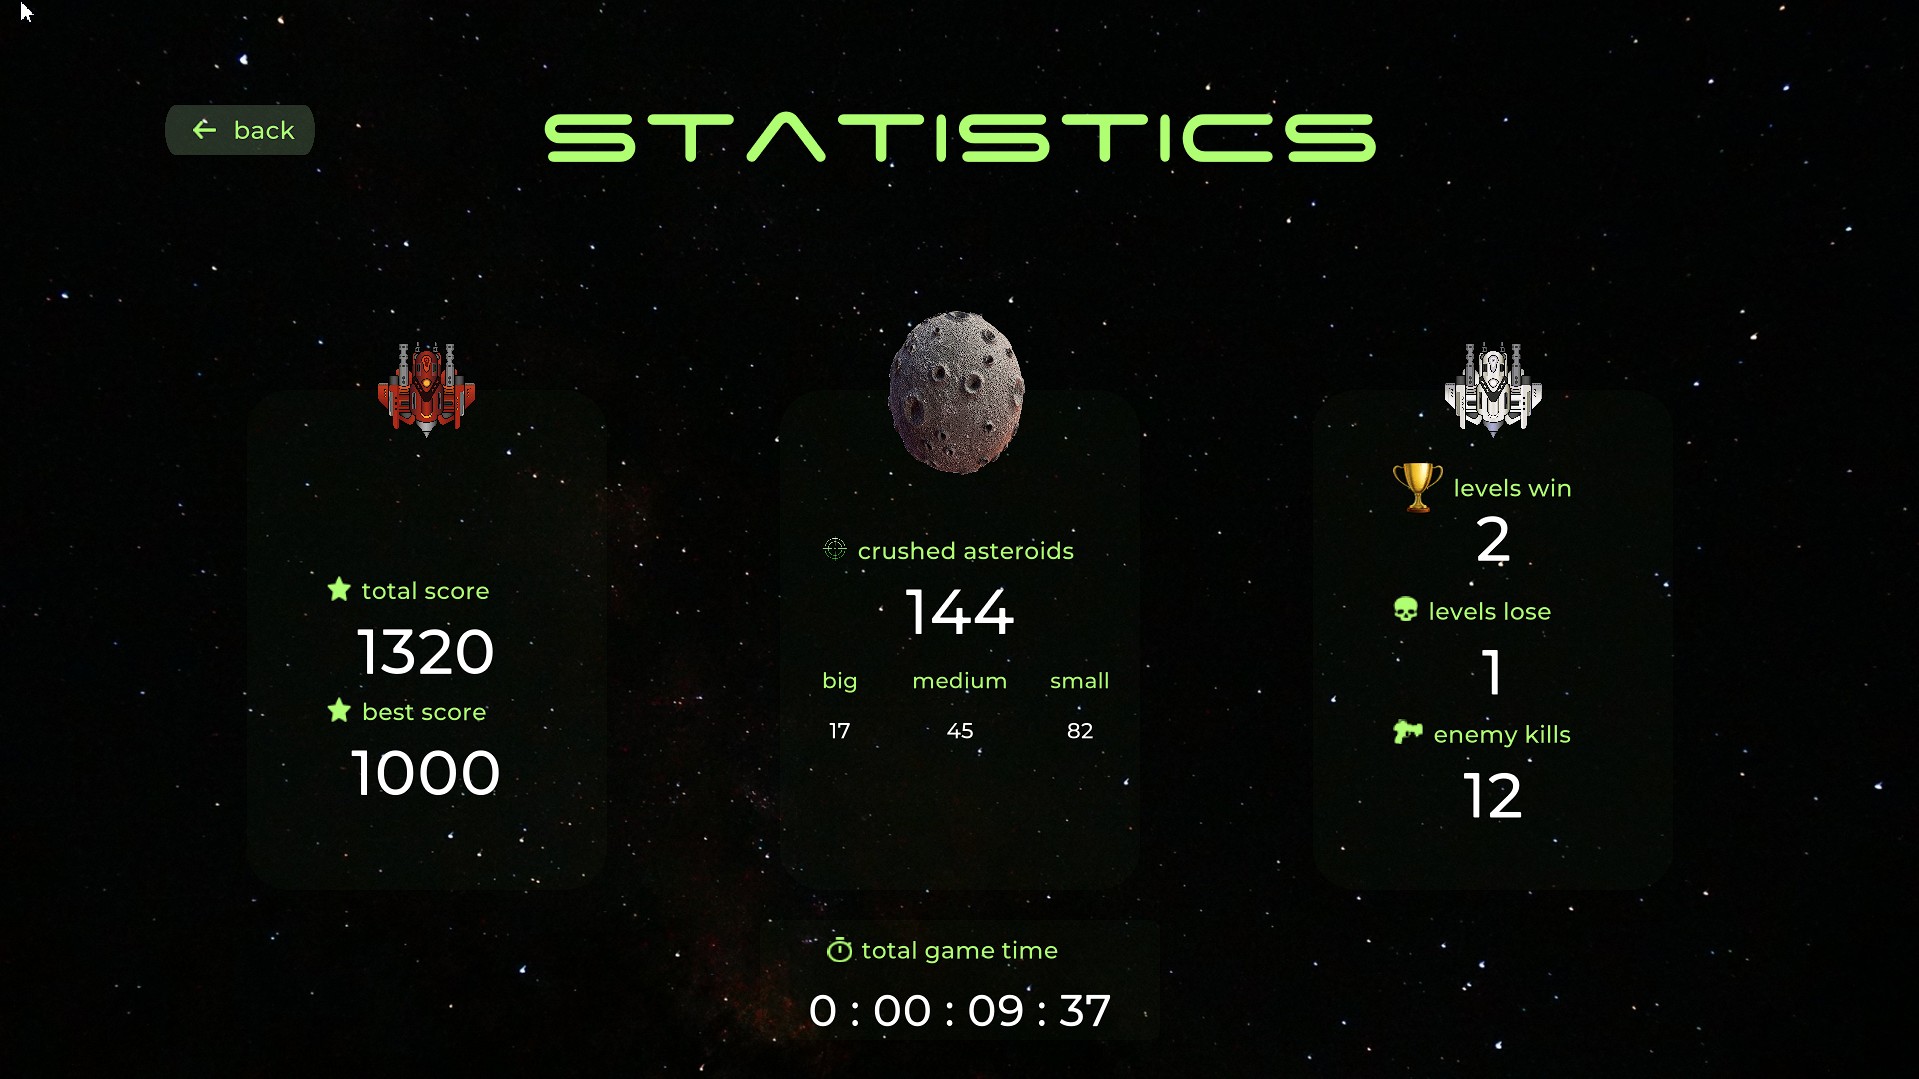 back
STATISTICS
total score
1320
best score
1000
crushed asteroids
144
big medium small
17 45 82
levels win
2
levels lose
1
enemy kills
12
total game time
0 : 00 : 09 : 37